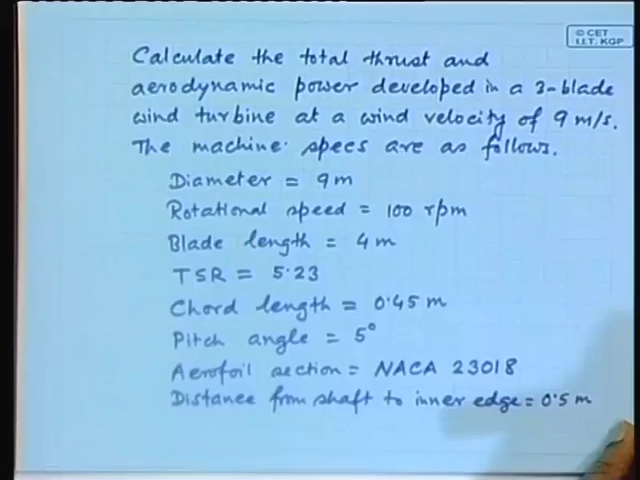 © CET
I.I.T. KGP
Calculate the total thrust and
aerodynamic power developed in a 3-blade
wind turbine at a wind velocity of 9 m/s.
The machine specs are as follows.
Diameter = 9m
Rotational speed = 100 rpm
Blade length = 4m
TSR = 5.23
Chord length = 0.45 m
Pitch angle = 5°
Aerofoil section = NACA 23018
Distance from shaft to inner edge = 0.5 m